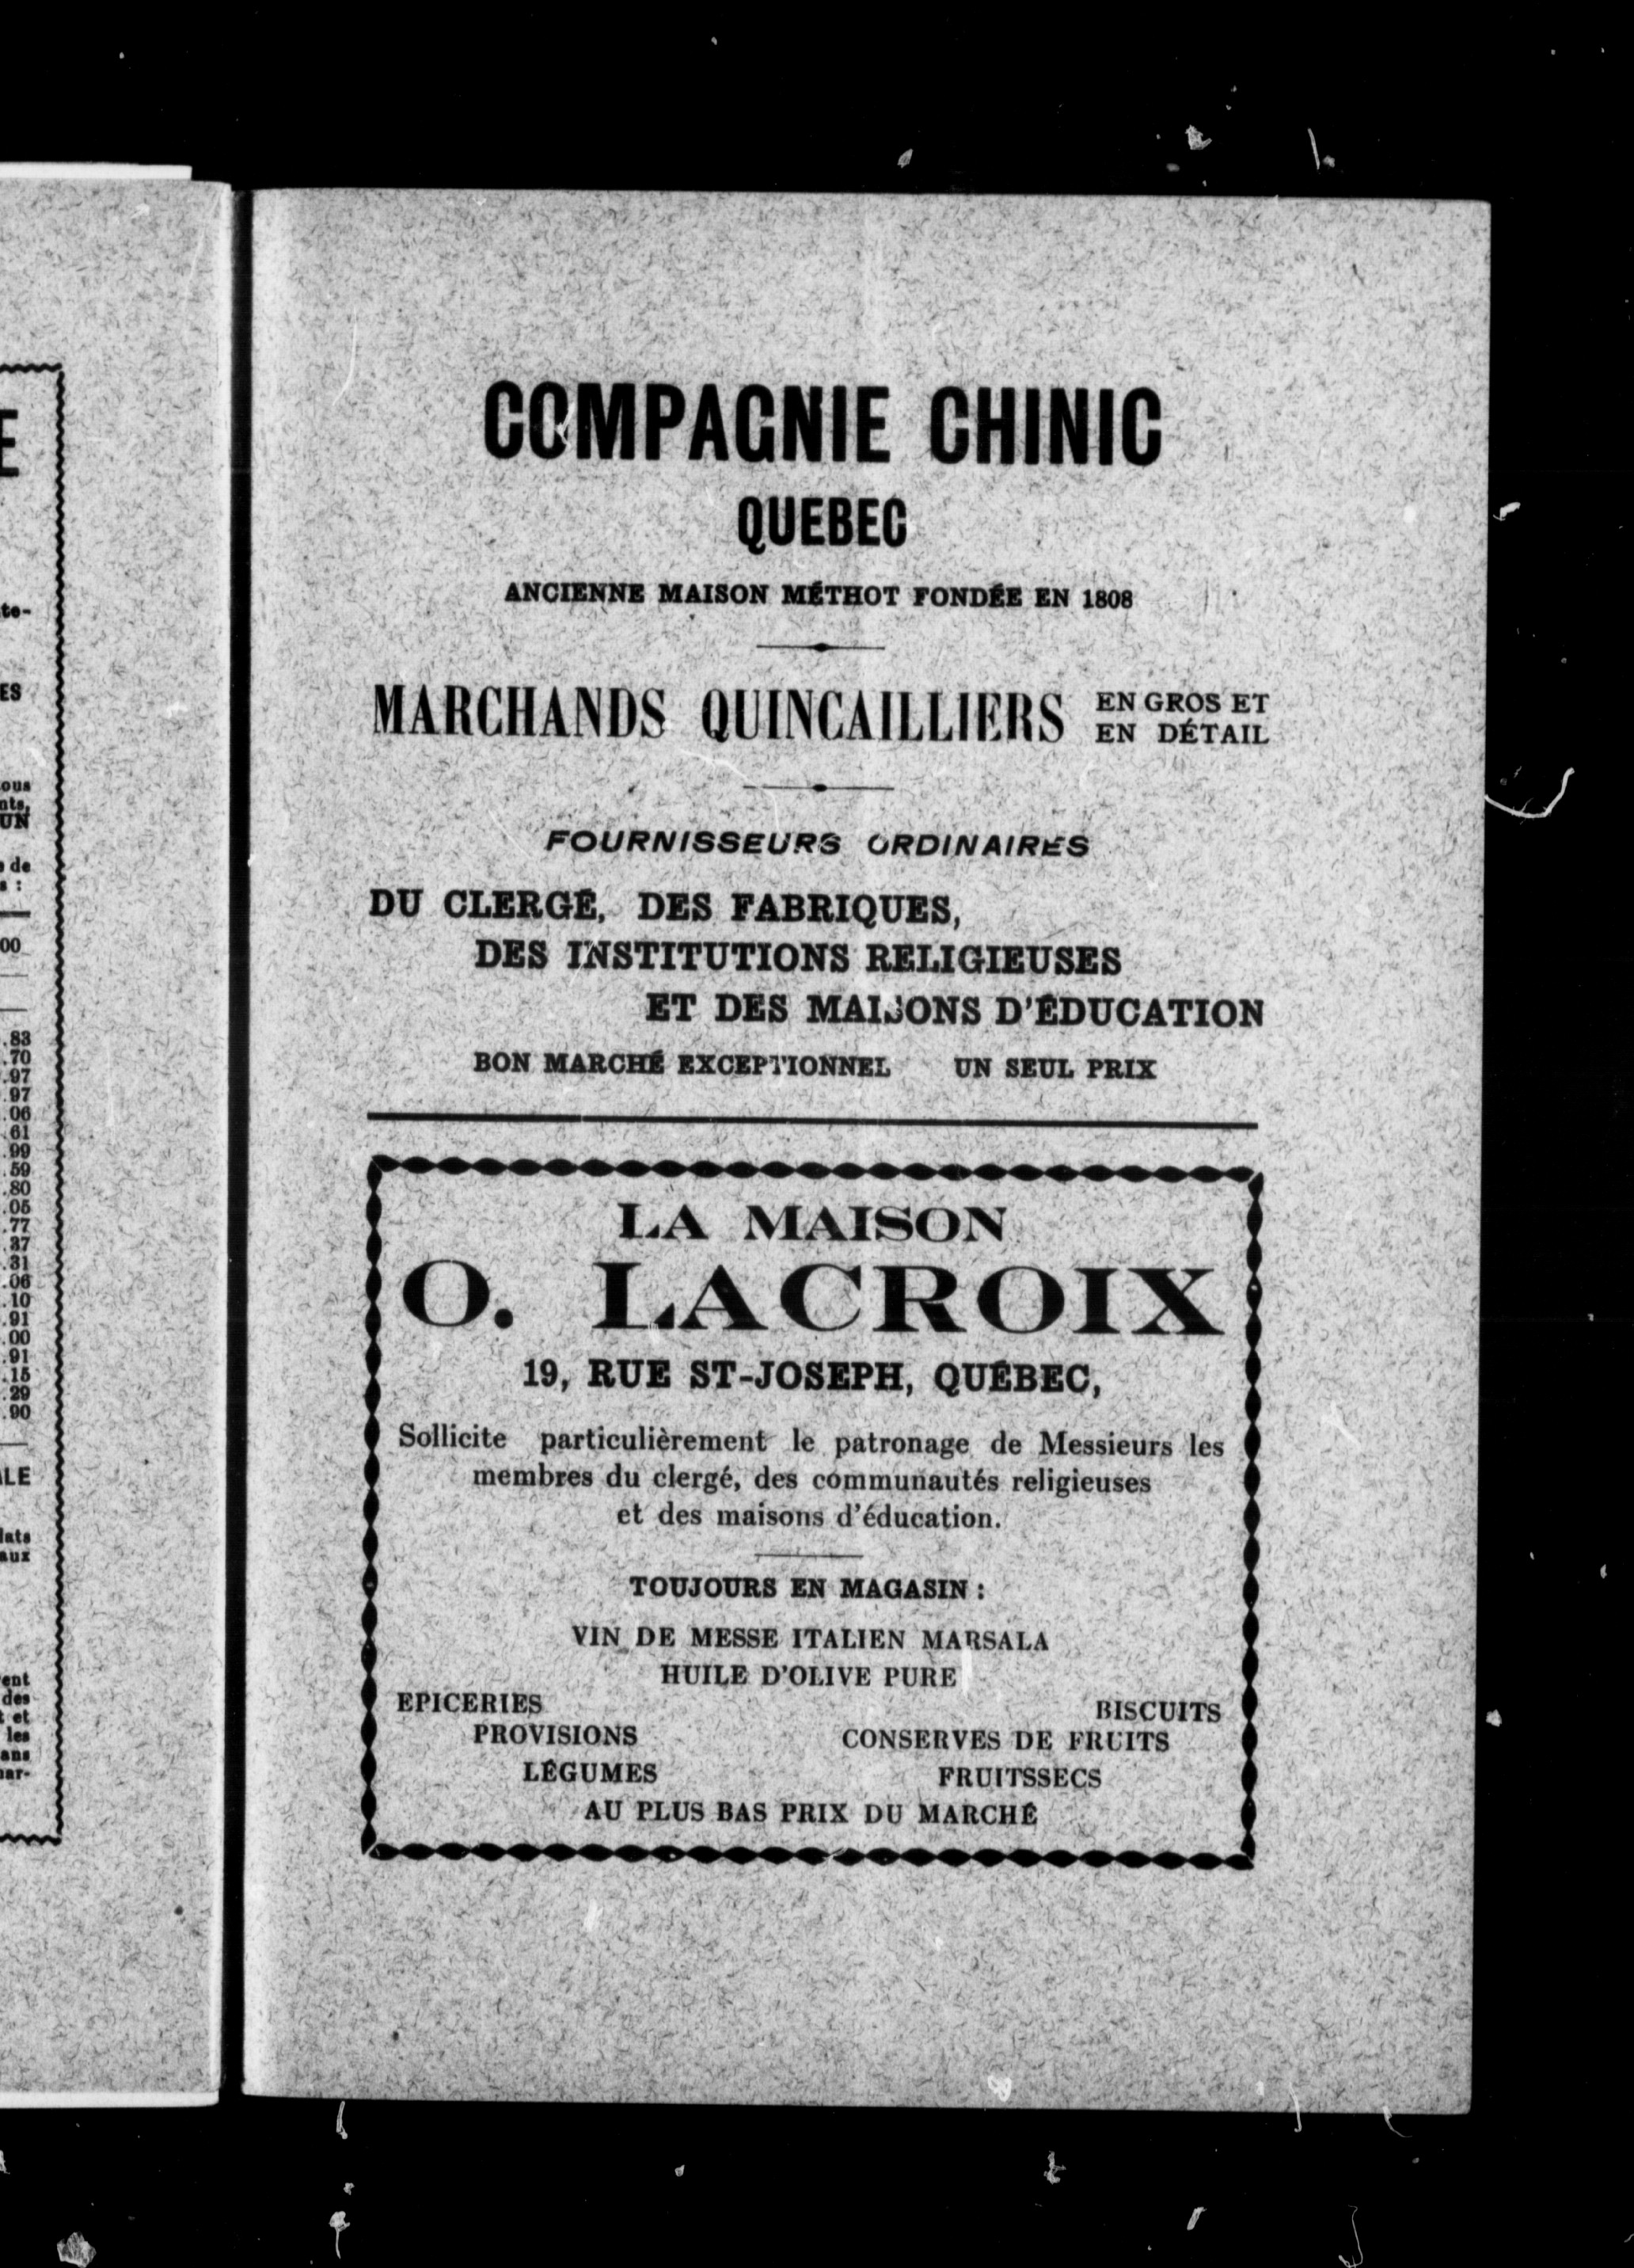 COMPAGNIE CHINIC
QUEBEC
ANCIENNE MAISON MÉTHOT FONDÉE EN 1808
MARCHANDS QUINCAILLIERS EN GROS ET
EN DÉTAIL
FOURNISSEURS ORDINAIRES
DU CLERGÉ, DES FABRIQUES,
DES INSTITUTIONS RELIGIEUSES
ET DES MAISONS D'ÉDUCATION
BON MARCHÉ EXCEPTIONNEL UN SEUL PRIX
LA MAISON
O. LACROIX
19, RUE ST-JOSEPH, QUÉBEC,
Sollicite particulièrement le patronage de Messieurs les
membres du clergé, des communautés religieuses
et des maisons d'éducation.
TOUJOURS EN MAGASIN :
VIN DE MESSE ITALIEN MARSALA
HUILE D'OLIVE PURE
EPICERIES BISCUITS
PROVISIONS CONSERVES DE FRUITS
LÉGUMES FRUITSSECS
AU PLUS BAS PRIX DU MARCHÉ